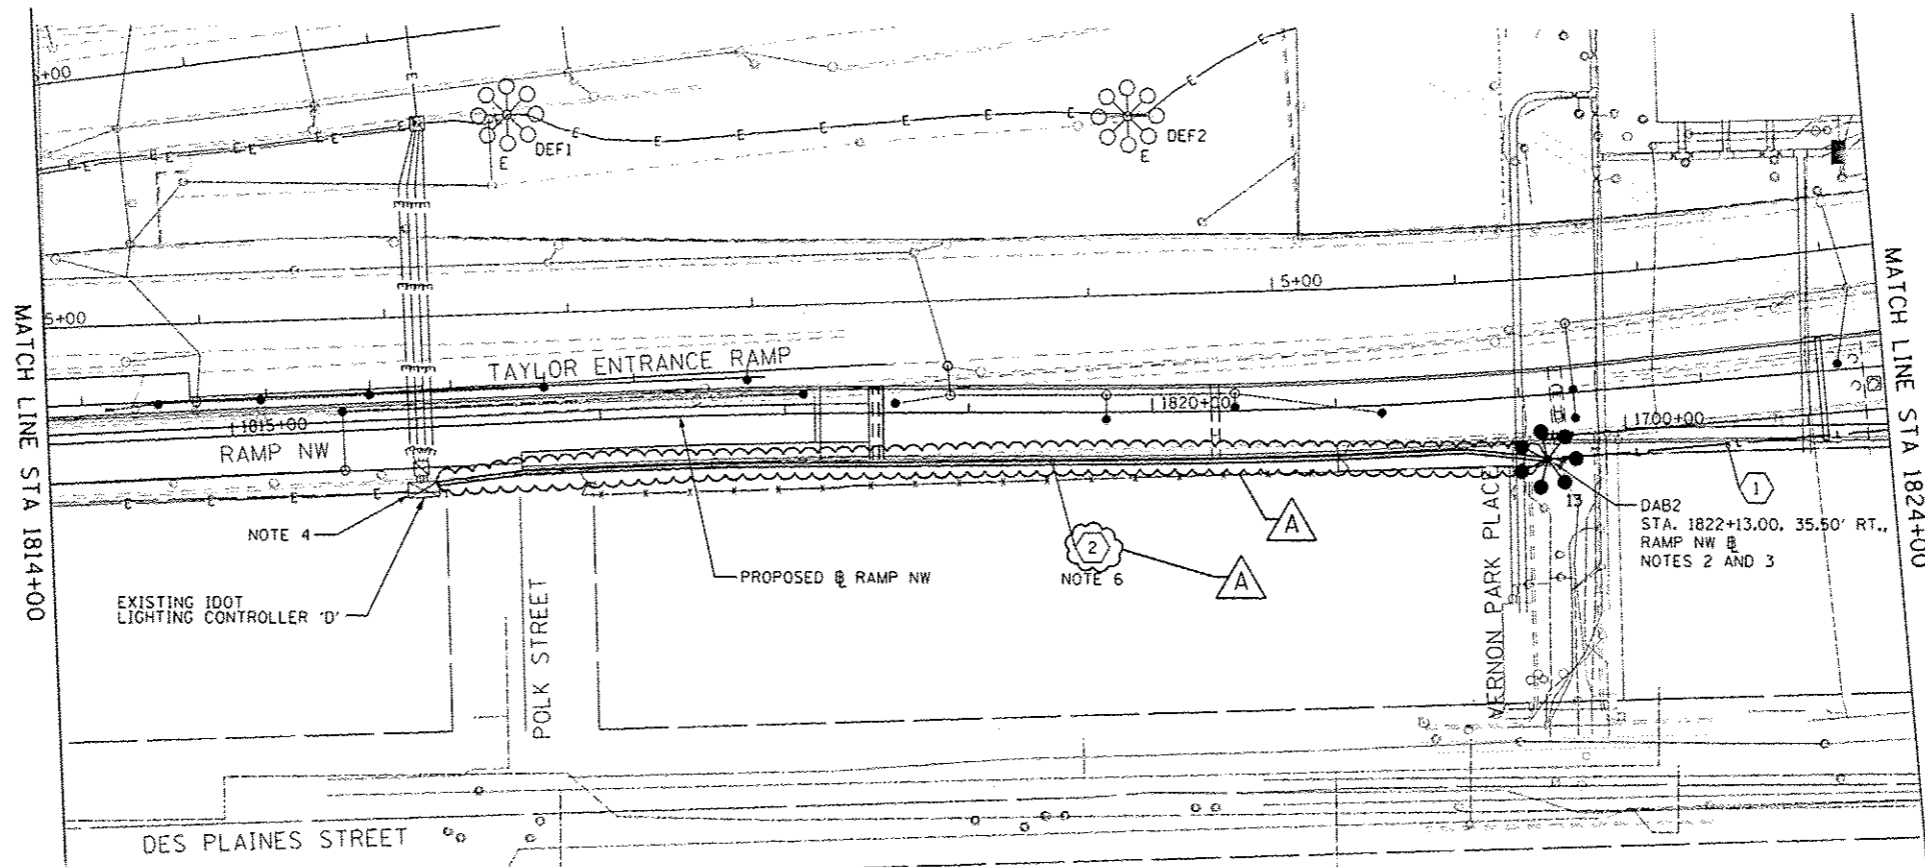 5+00
E
E
E
E
E
E
E
E
E
E
E
E
E
E
DEF1
E
DEF2
E
5+00
5+00
MATCH LINE STA 1814+00
MATCH LINE STA 1824+00
TAYLOR ENTRANCE RAMP
1815+00
1820+00
1700+00
RAMP NW
E
E
E
NOTE 4
EXISTING IDOT
LIGHTING CONTROLLER 'D'
POLK STREET
PROPOSED ℄ RAMP NW
2
NOTE 6
A
A
VERNON PARK PLACE
13
1
DAB2
STA. 1822+13.00, 35.50' RT.,
RAMP NW ℄
NOTES 2 AND 3
DES PLAINES STREET